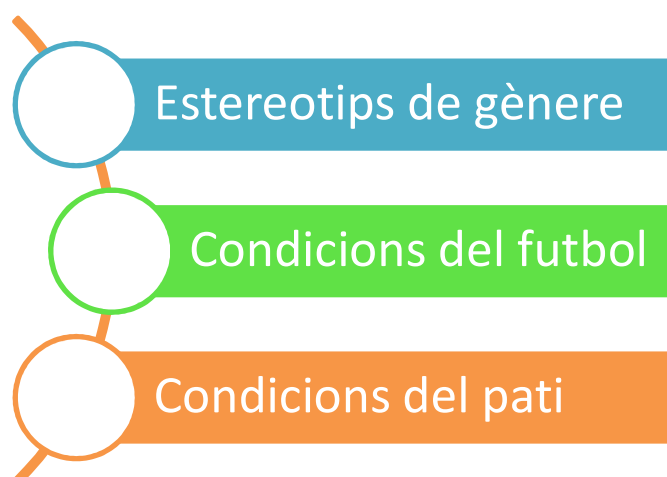 Estereotips de gènere
Condicions del futbol
Condicions del pati